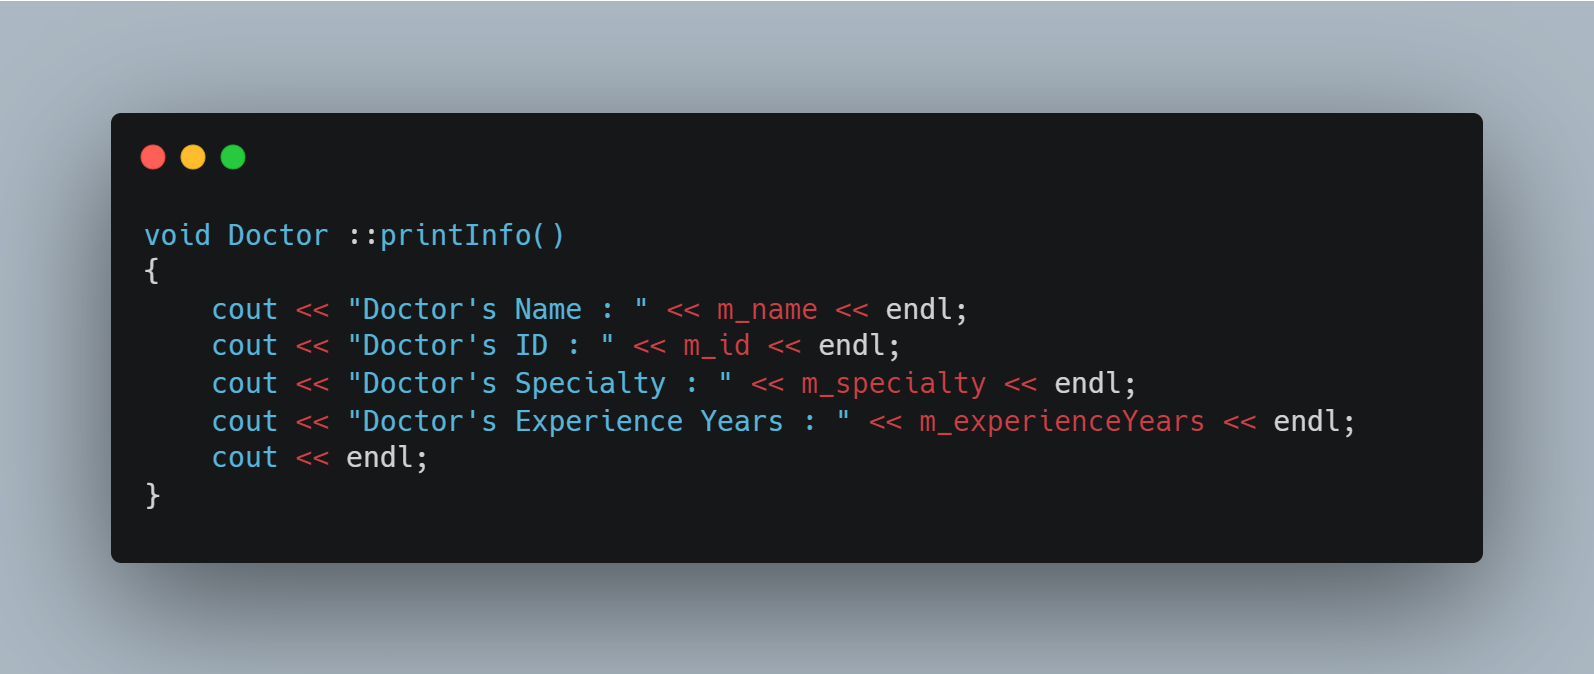 void Doctor ::printInfo()
{
    cout << "Doctor's Name : " << m_name << endl;
    cout << "Doctor's ID : " << m_id << endl;
    cout << "Doctor's Specialty : " << m_specialty << endl;
    cout << "Doctor's Experience Years : " << m_experienceYears << endl;
    cout << endl;
}